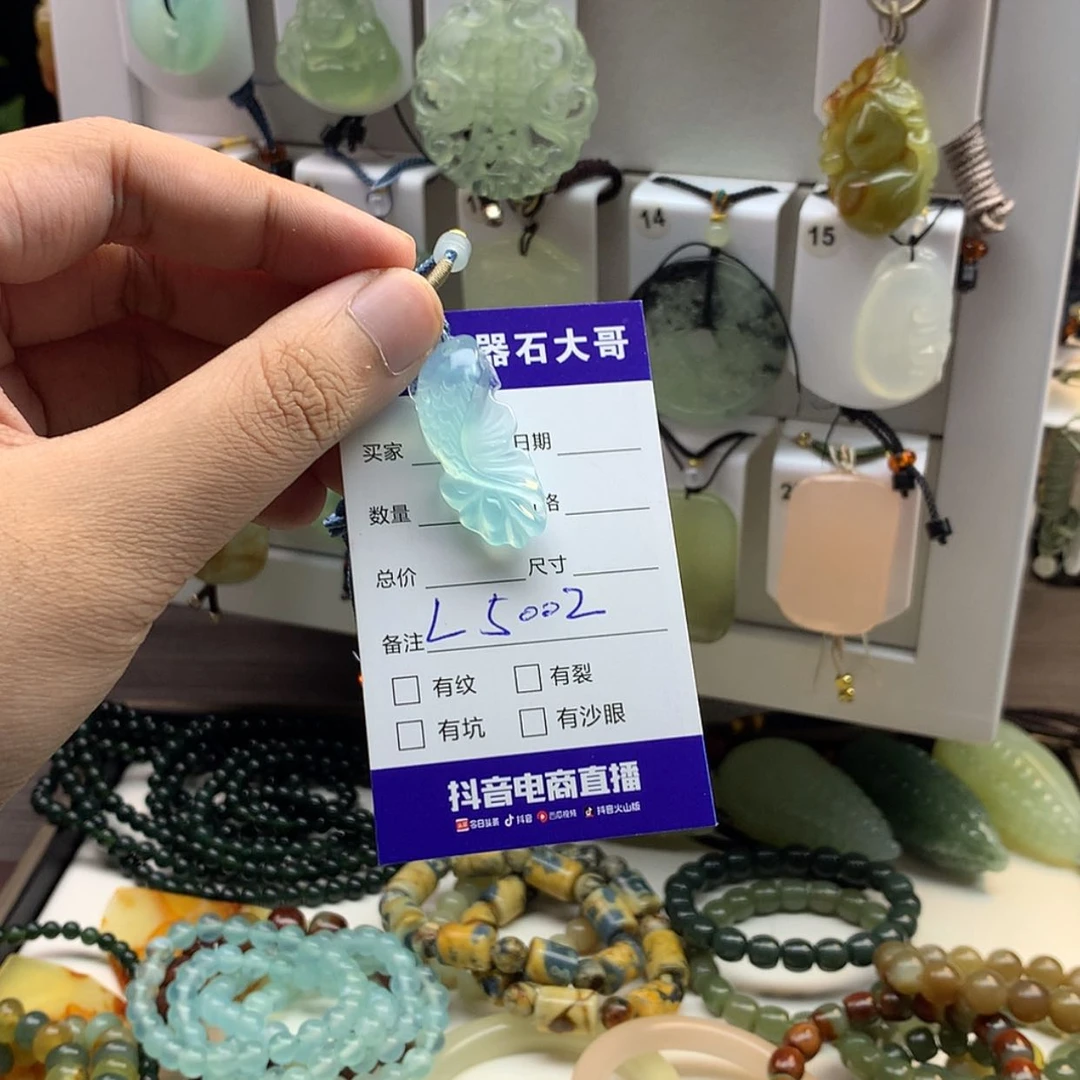 14
15
器石大哥
买家 日期
数量 格
总价 尺寸
备注 L5002
有纹 有裂
有坑 有沙眼
抖音电商直播
今日头条 抖音 西瓜视频 抖音火山版